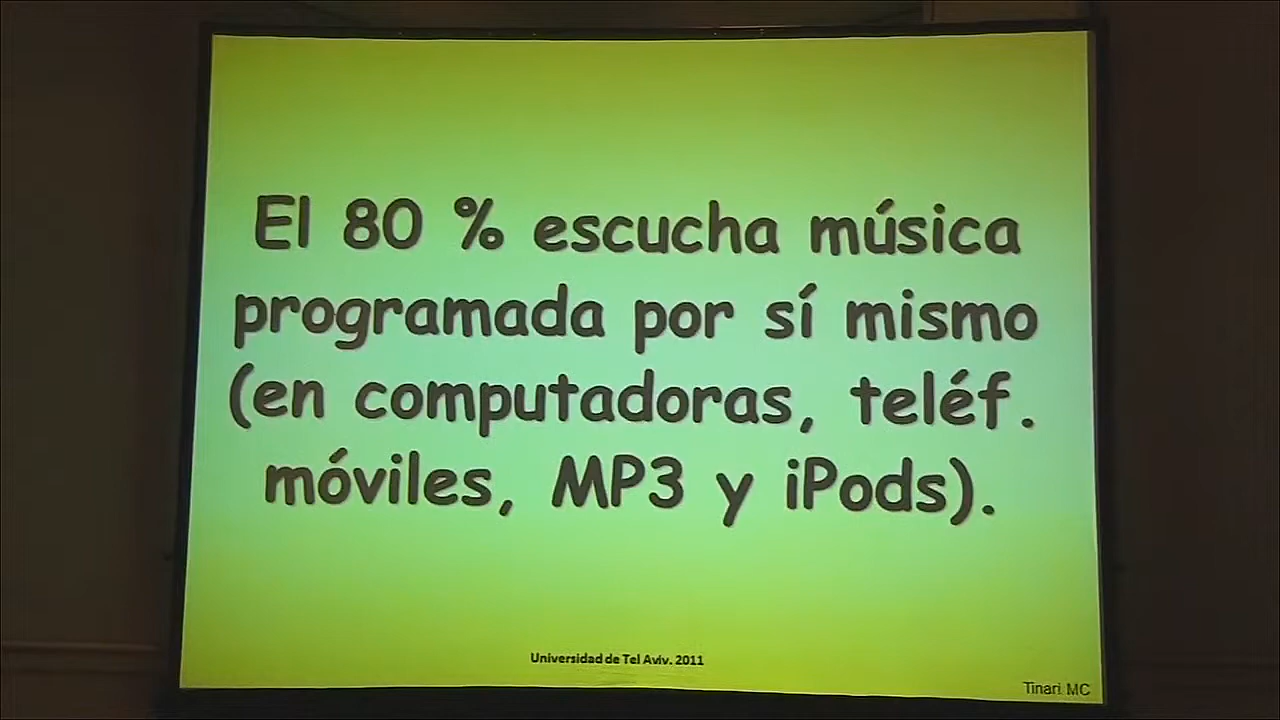 El 80 % escucha música
programada por sí mismo
(en computadoras, teléf.
móviles, MP3 y iPods).
Universidad de Tel Aviv. 2011
Tinari MC